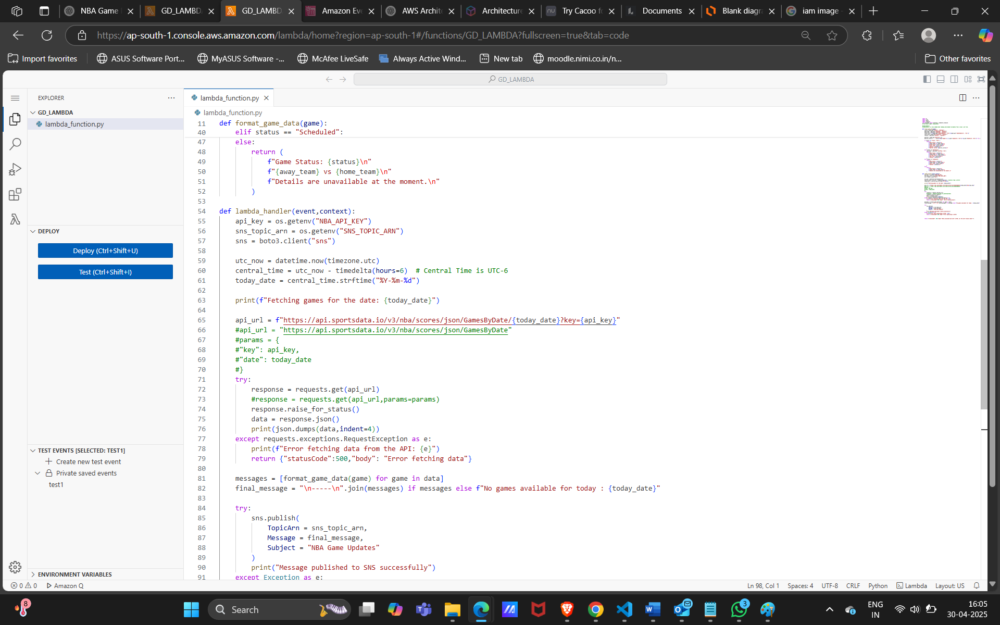 NBA Game
GD_LAMBD
GD_LAMBD
Amazon Eve
AWS Archit
Architecture
Try Cacoo f
Documents
Blank diagra
iam image -
https://ap-south-1.console.aws.amazon.com/lambda/home?region=ap-south-1#/functions/GD_LAMBDA?fullscreen=true&tab=code
Import favorites
ASUS Software Port...
MyASUS Software -...
McAfee LiveSafe
Always Active Wind...
New tab
moodle.nimi.co.in/n...
Other favorites
GD_LAMBDA
EXPLORER
GD_LAMBDA
lambda_function.py
DEPLOY
Deploy (Ctrl+Shift+U)
Test (Ctrl+Shift+I)
TEST EVENTS [SELECTED: TEST1]
Create new test event
Private saved events
test1
ENVIRONMENT VARIABLES
lambda_function.py
lambda_function.py
11 def format_game_data(game):
40 elif status == "Scheduled":
47 else:
48 return (
49 f"Game Status: {status}\n"
50 f"{away_team} vs {home_team}\n"
51 f"Details are unavailable at the moment.\n"
52 )
53
54 def lambda_handler(event,context):
55 api_key = os.getenv("NBA_API_KEY")
56 sns_topic_arn = os.getenv("SNS_TOPIC_ARN")
57 sns = boto3.client("sns")
58
59 utc_now = datetime.now(timezone.utc)
60 central_time = utc_now - timedelta(hours=6) # Central Time is UTC-6
61 today_date = central_time.strftime("%Y-%m-%d")
62
63 print(f"Fetching games for the date: {today_date}")
64
65 api_url = f"https://api.sportsdata.io/v3/nba/scores/json/GamesByDate/{today_date}?key={api_key}"
66 #api_url = "https://api.sportsdata.io/v3/nba/scores/json/GamesByDate"
67 #params = {
68 #"key": api_key,
69 #"date": today_date
70 #}
71 try:
72 response = requests.get(api_url)
73 #response = requests.get(api_url,params=params)
74 response.raise_for_status()
75 data = response.json()
76 print(json.dumps(data,indent=4))
77 except requests.exceptions.RequestException as e:
78 print(f"Error fetching data from the API: {e}")
79 return {"statusCode":500,"body": "Error fetching data"}
80
81 messages = [format_game_data(game) for game in data]
82 final_message = "\n-----\n".join(messages) if messages else f"No games available for today : {today_date}"
83
84 try:
85 sns.publish(
86 TopicArn = sns_topic_arn,
87 Message = final_message,
88 Subject = "NBA Game Updates"
89 )
90 print("Message published to SNS successfully")
91 except Exception as e:
0 0
Amazon Q
Ln 98, Col 1
Spaces: 4
UTF-8
CRLF
Python
Lambda
Layout: US
8
Search
3
ENG
IN
16:05
30-04-2025